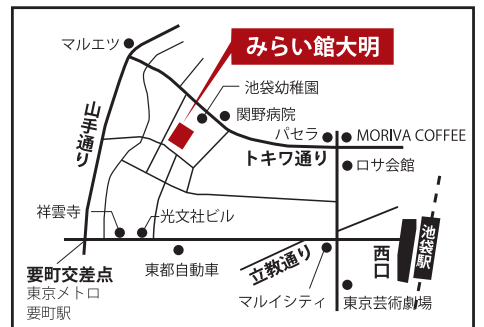 マルエツ
みらい館大明
池袋幼稚園
関野病院
山手通り
パセラ
MORIVA COFFEE
トキワ通り
ロサ会館
祥雲寺
光文社ビル
池袋駅
西口
要町交差点
東京メトロ
要町駅
東都自動車
立教通り
マルイシティ
東京芸術劇場